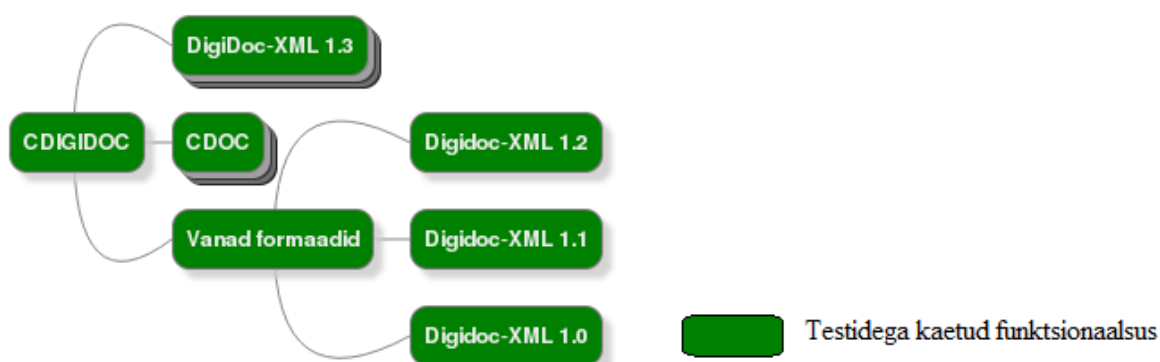 DigiDoc-XML 1.3
CDIGIDOC
CDOC
Digidoc-XML 1.2
Vanad formaadid
Digidoc-XML 1.1
Digidoc-XML 1.0
Testidega kaetud funktsionaalsus